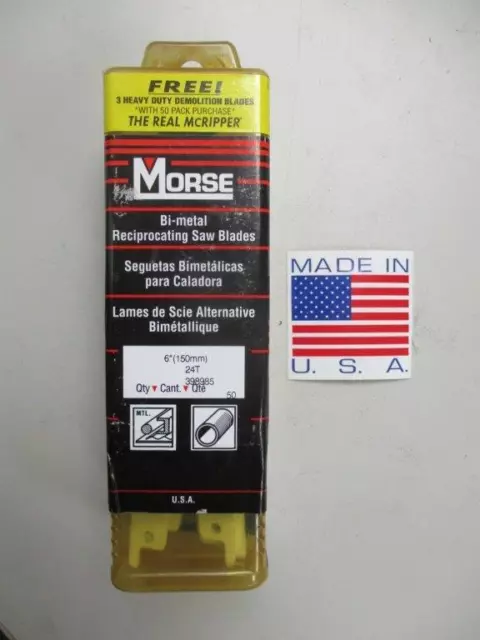 FREE!
3 HEAVY DUTY DEMOLITION BLADES
"WITH 50 PACK PURCHASE"
THE REAL MCRIPPER
MORSE
Bi-metal
Reciprocating Saw Blades
Seguetas Bimetálicas
para Caladora
Lames de Scie Alternative
Bimétallique
6"(150mm)
24T
398985
Qty Cant. Qté
50
MTL.
U.S.A.
MADE IN
U. S. A.